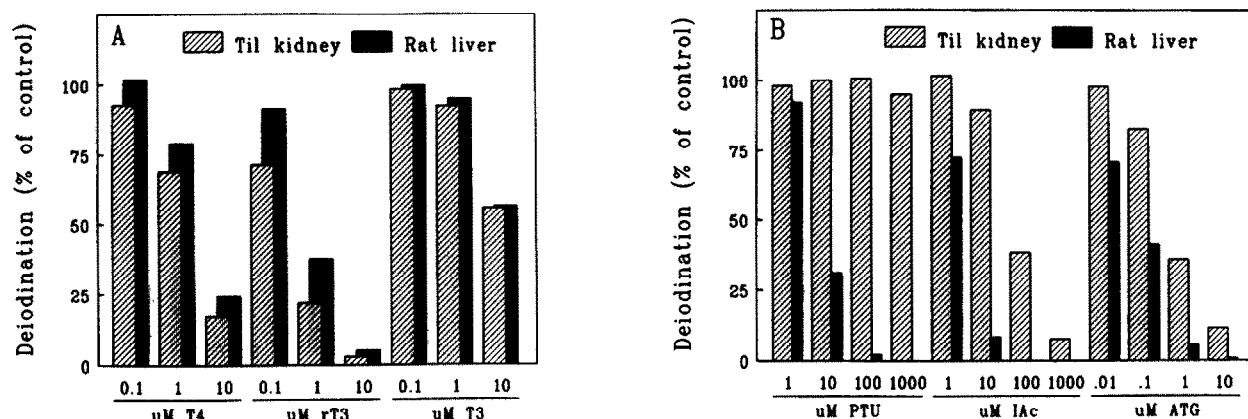 A
Til kidney
Rat liver
Deiodination (% of control)
100
75
50
25
0
0.1 1 10 0.1 1 10 0.1 1 10
uM T4 uM rT3 uM T3
B
Til kidney
Rat liver
Deiodination (% of control)
100
75
50
25
0
1 10 100 1000 1 10 100 1000 .01 .1 1 10
uM PTU uM IAc uM ATG